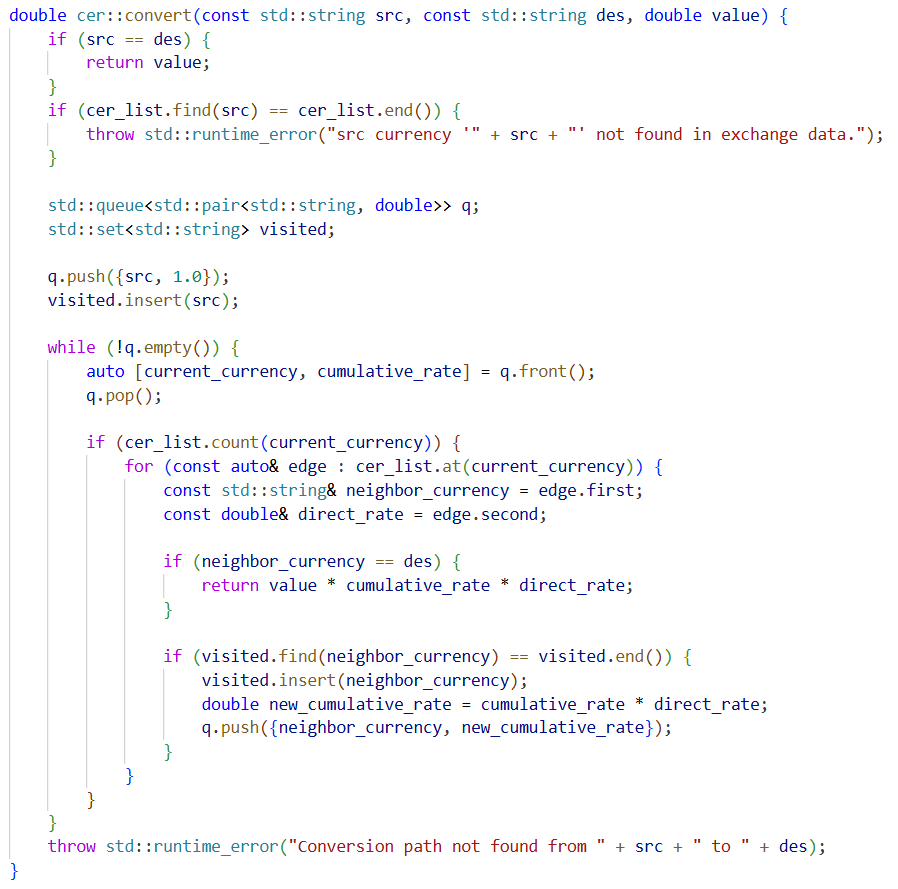 double cer::convert(const std::string src, const std::string des, double value) {
    if (src == des) {
        return value;
    }
    if (cer_list.find(src) == cer_list.end()) {
        throw std::runtime_error("src currency '" + src + "' not found in exchange data.");
    }

    std::queue<std::pair<std::string, double>> q;
    std::set<std::string> visited;

    q.push({src, 1.0});
    visited.insert(src);

    while (!q.empty()) {
        auto [current_currency, cumulative_rate] = q.front();
        q.pop();

        if (cer_list.count(current_currency)) {
            for (const auto& edge : cer_list.at(current_currency)) {
                const std::string& neighbor_currency = edge.first;
                const double& direct_rate = edge.second;

                if (neighbor_currency == des) {
                    return value * cumulative_rate * direct_rate;
                }

                if (visited.find(neighbor_currency) == visited.end()) {
                    visited.insert(neighbor_currency);
                    double new_cumulative_rate = cumulative_rate * direct_rate;
                    q.push({neighbor_currency, new_cumulative_rate});
                }
            }
        }
    }
    throw std::runtime_error("Conversion path not found from " + src + " to " + des);
}